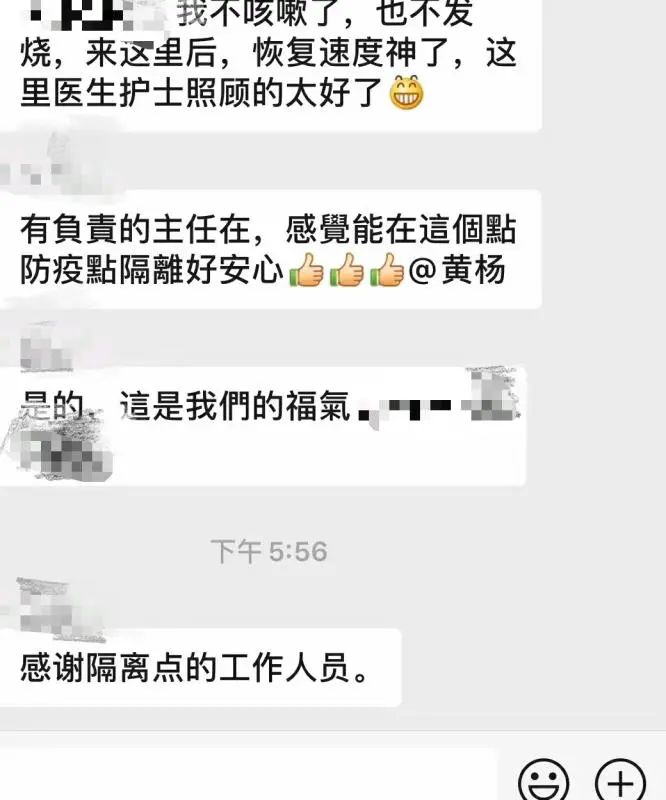 我不咳嗽了，也不发
烧，来这里后，恢复速度神了，这
里医生护士照顾的太好了😁
有負責的主任在，感覺能在這個點
防疫點隔離好安心👍👍👍@黄杨
是的，這是我們的福氣
下午 5:56
感谢隔离点的工作人员。